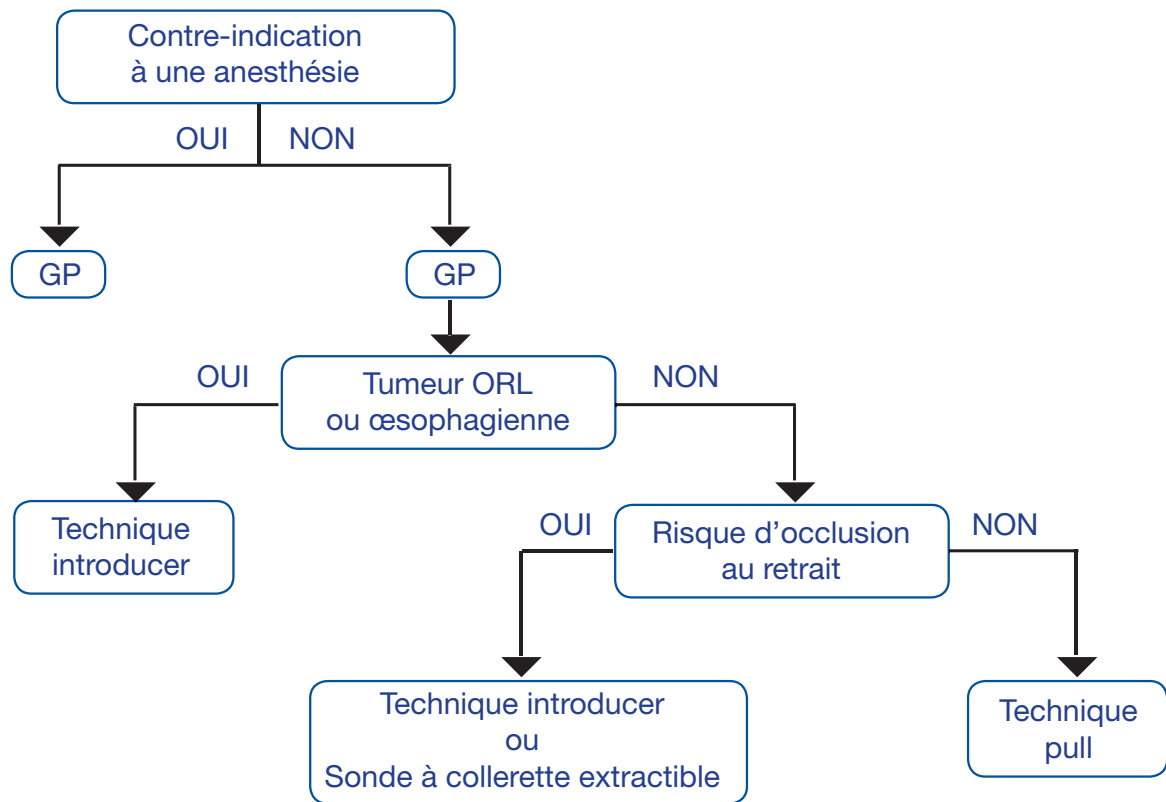 Contre-indication
à une anesthésie
OUI
NON
GP
GP
OUI
Tumeur ORL
ou œsophagienne
NON
Technique
introducer
OUI
Risque d'occlusion
au retrait
NON
Technique introducer
ou
Sonde à collerette extractible
Technique
pull